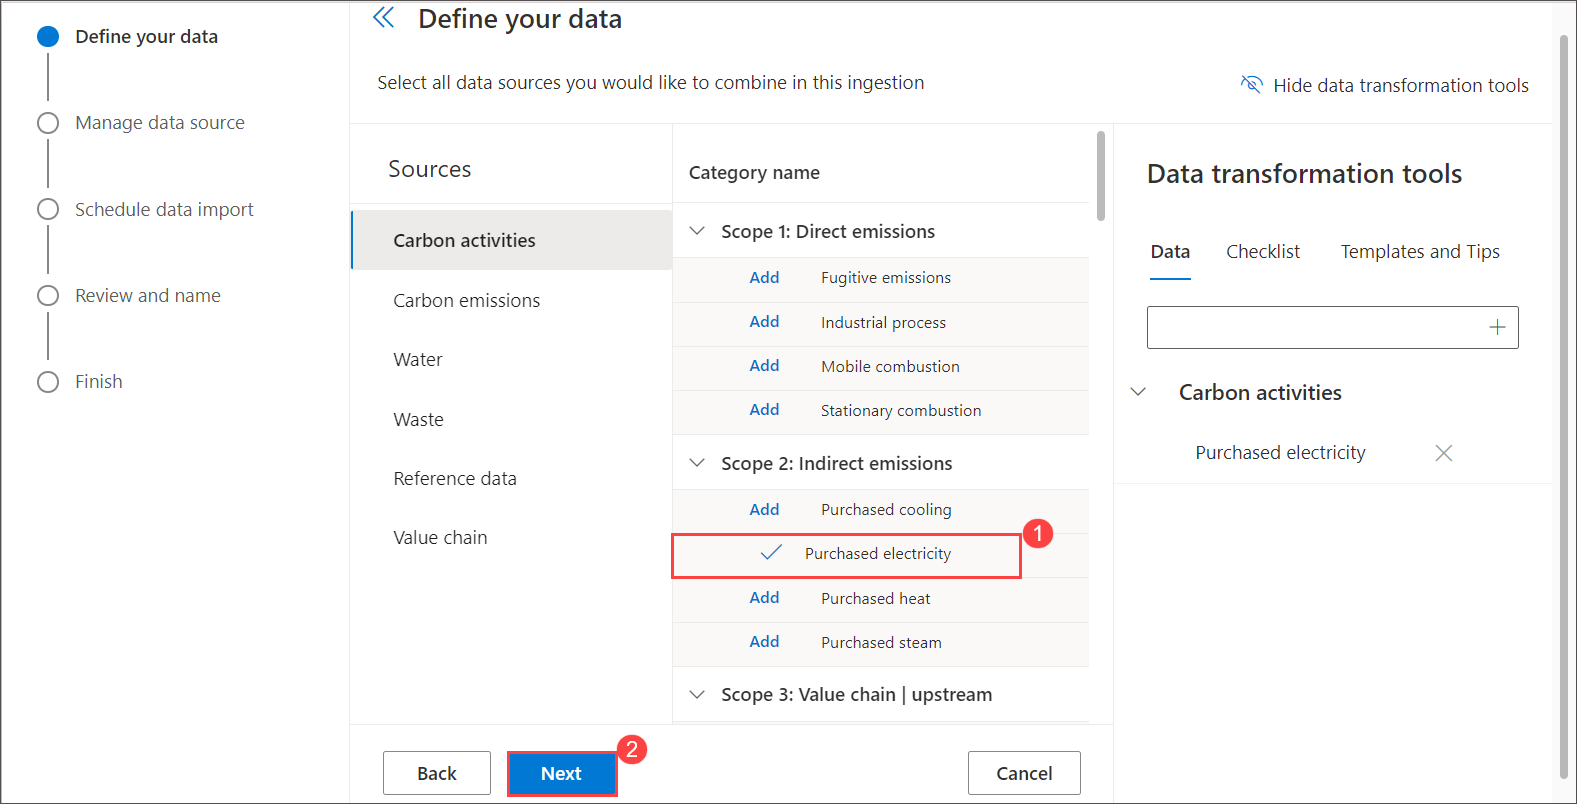 Define your data
Manage data source
Schedule data import
Review and name
Finish
Define your data
Select all data sources you would like to combine in this ingestion
Hide data transformation tools
Sources
Carbon activities
Carbon emissions
Water
Waste
Reference data
Value chain
Category name
Scope 1: Direct emissions
Add Fugitive emissions
Add Industrial process
Add Mobile combustion
Add Stationary combustion
Scope 2: Indirect emissions
Add Purchased cooling
Purchased electricity 1
Add Purchased heat
Add Purchased steam
Scope 3: Value chain | upstream
Data transformation tools
Data Checklist Templates and Tips
Carbon activities
Purchased electricity
Back Next 2 Cancel